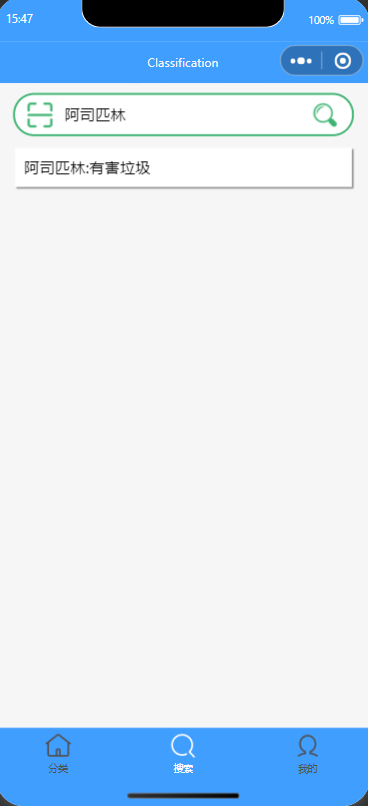 15:47
100%
Classification
阿司匹林
阿司匹林:有害垃圾
分类
搜索
我的